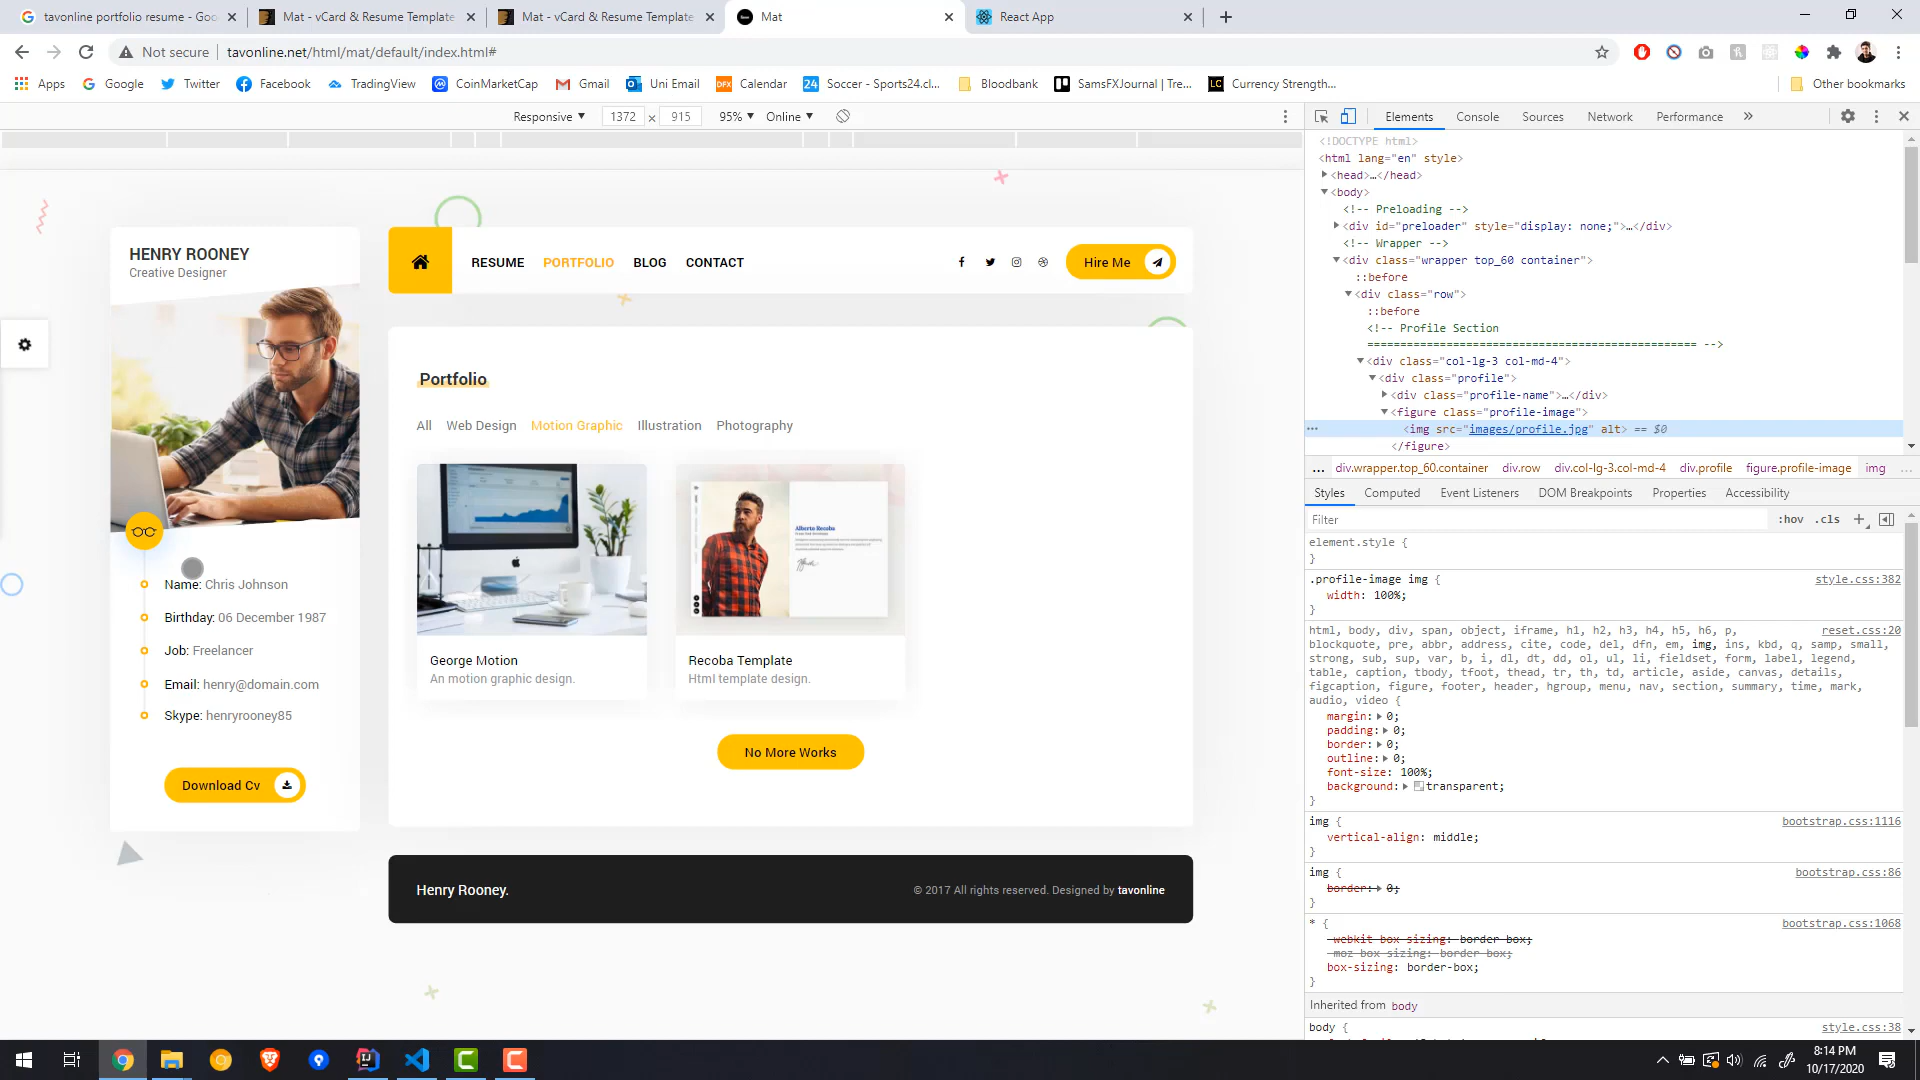 tavonline portfolio resume - Goo
Mat - vCard & Resume Template
Mat - vCard & Resume Template
Mat
React App
Not secure
tavonline.net/html/mat/default/index.html#
Apps
Google
Twitter
Facebook
TradingView
CoinMarketCap
Gmail
Uni Email
DFX
Calendar
24
Soccer - Sports24.cl...
Bloodbank
SamsFXJournal | Tre...
LC
Currency Strength...
Other bookmarks
Responsive
1372
×
915
95%
Online
Elements
Console
Sources
Network
Performance
HENRY ROONEY
Creative Designer
RESUME
PORTFOLIO
BLOG
CONTACT
Hire Me
Portfolio
All
Web Design
Motion Graphic
Illustration
Photography
Alberto Recoba
George Motion
An motion graphic design.
Recoba Template
Html template design.
No More Works
Name: Chris Johnson
Birthday: 06 December 1987
Job: Freelancer
Email: henry@domain.com
Skype: henryrooney85
Download Cv
Henry Rooney.
© 2017 All rights reserved. Designed by tavonline
<!DOCTYPE html>
<html lang="en" style>
<head>…</head>
<body>
<!-- Preloading -->
<div id="preloader" style="display: none;">…</div>
<!-- Wrapper -->
<div class="wrapper top_60 container">
::before
<div class="row">
::before
<!-- Profile Section
================================================== -->
<div class="col-lg-3 col-md-4">
<div class="profile">
<div class="profile-name">…</div>
<figure class="profile-image">
<img src="images/profile.jpg" alt> == $0
</figure>
...
div.wrapper.top_60.container
div.row
div.col-lg-3.col-md-4
div.profile
figure.profile-image
img
...
Styles
Computed
Event Listeners
DOM Breakpoints
Properties
Accessibility
Filter
:hov
.cls
element.style {
}
.profile-image img {
style.css:382
width: 100%;
}
html, body, div, span, object, iframe, h1, h2, h3, h4, h5, h6, p,
reset.css:20
blockquote, pre, abbr, address, cite, code, del, dfn, em, img, ins, kbd, q, samp, small,
strong, sub, sup, var, b, i, dl, dt, dd, ol, ul, li, fieldset, form, label, legend,
table, caption, tbody, tfoot, thead, tr, th, td, article, aside, canvas, details,
figcaption, figure, footer, header, hgroup, menu, nav, section, summary, time, mark,
audio, video {
margin: 0;
padding: 0;
border: 0;
outline: 0;
font-size: 100%;
background: transparent;
}
img {
bootstrap.css:1116
vertical-align: middle;
}
img {
bootstrap.css:86
border: 0;
}
* {
bootstrap.css:1068
-webkit-box-sizing: border-box;
-moz-box-sizing: border-box;
box-sizing: border-box;
}
Inherited from body
body {
style.css:38
8:14 PM
10/17/2020